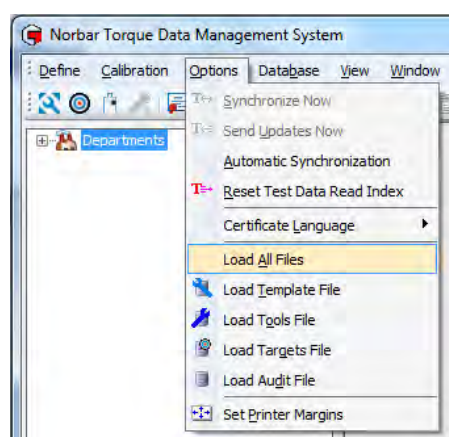 Norbar Torque Data Management System
Define Calibration Options Database View Window
Synchronize Now
Departments
Send Updates Now
Automatic Synchronization
Reset Test Data Read Index
Certificate Language
Load All Files
Load Template File
Load Tools File
Load Targets File
Load Audit File
Set Printer Margins